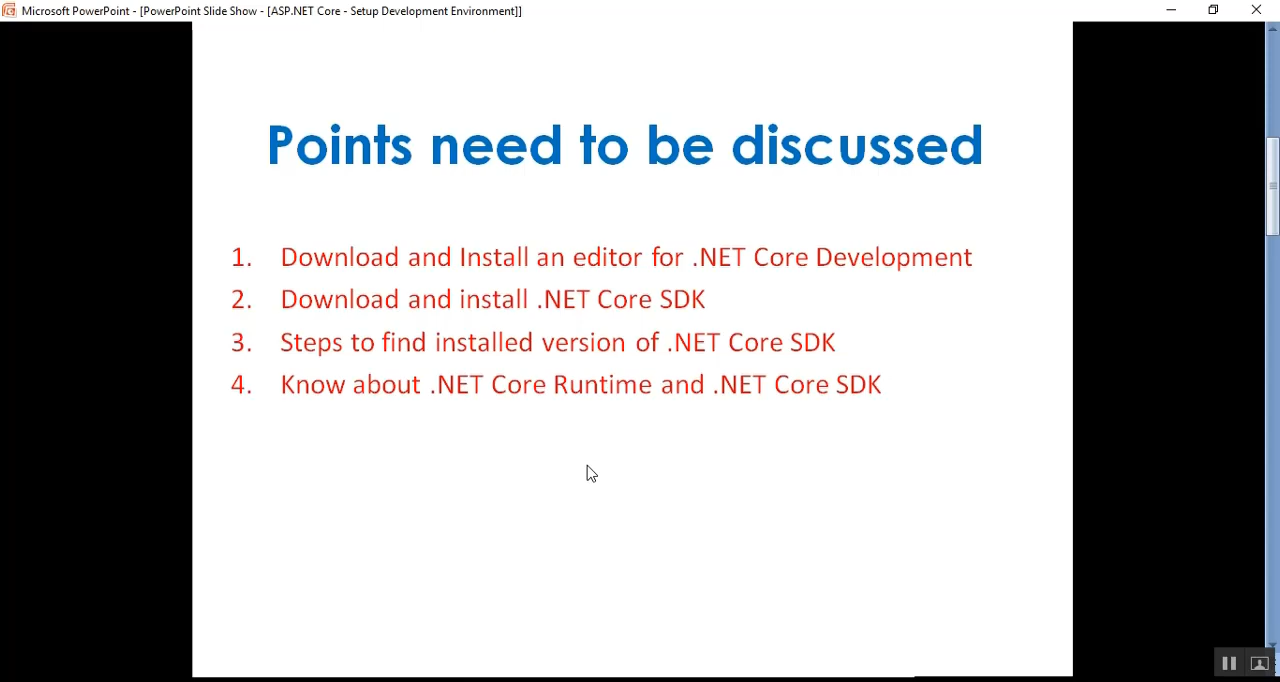 Microsoft PowerPoint - [PowerPoint Slide Show - [ASP.NET Core - Setup Development Environment]]
Points need to be discussed
1. Download and Install an editor for .NET Core Development
2. Download and install .NET Core SDK
3. Steps to find installed version of .NET Core SDK
4. Know about .NET Core Runtime and .NET Core SDK